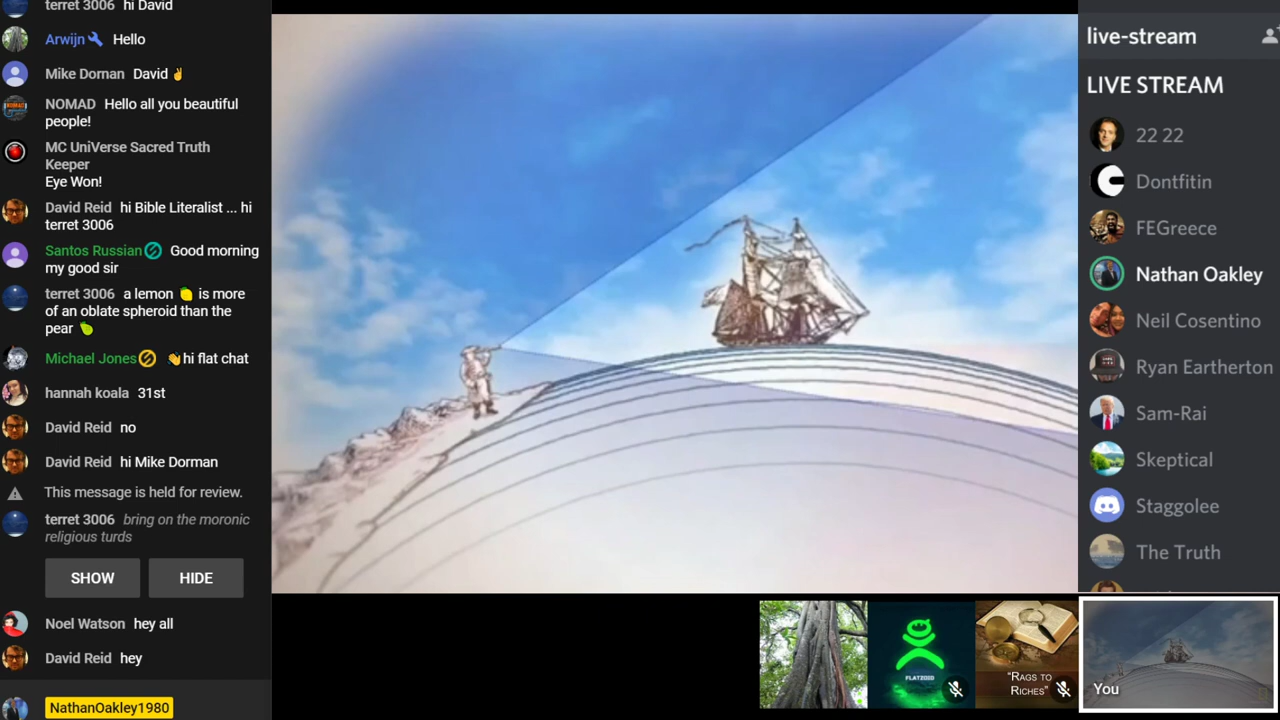 terret 3006 hi David
Arwijn Hello
Mike Dornan David
NOMAD Hello all you beautiful
people!
MC UniVerse Sacred Truth
Keeper
Eye Won!
David Reid hi Bible Literalist ... hi
terret 3006
Santos Russian Good morning
my good sir
terret 3006 a lemon 🍋 is more
of an oblate spheroid than the
pear 🍐
Michael Jones 👋hi flat chat
hannah koala 31st
David Reid no
David Reid hi Mike Dorman
This message is held for review.
terret 3006 bring on the moronic
religious turds
SHOW HIDE
Noel Watson hey all
David Reid hey
NathanOakley1980
PLATZOID
"RAGS TO
RICHES"
You
live-stream
LIVE STREAM
22 22
Dontfitin
FEGreece
Nathan Oakley
Neil Cosentino
Ryan Eartherton
Sam-Rai
Skeptical
Staggolee
The Truth